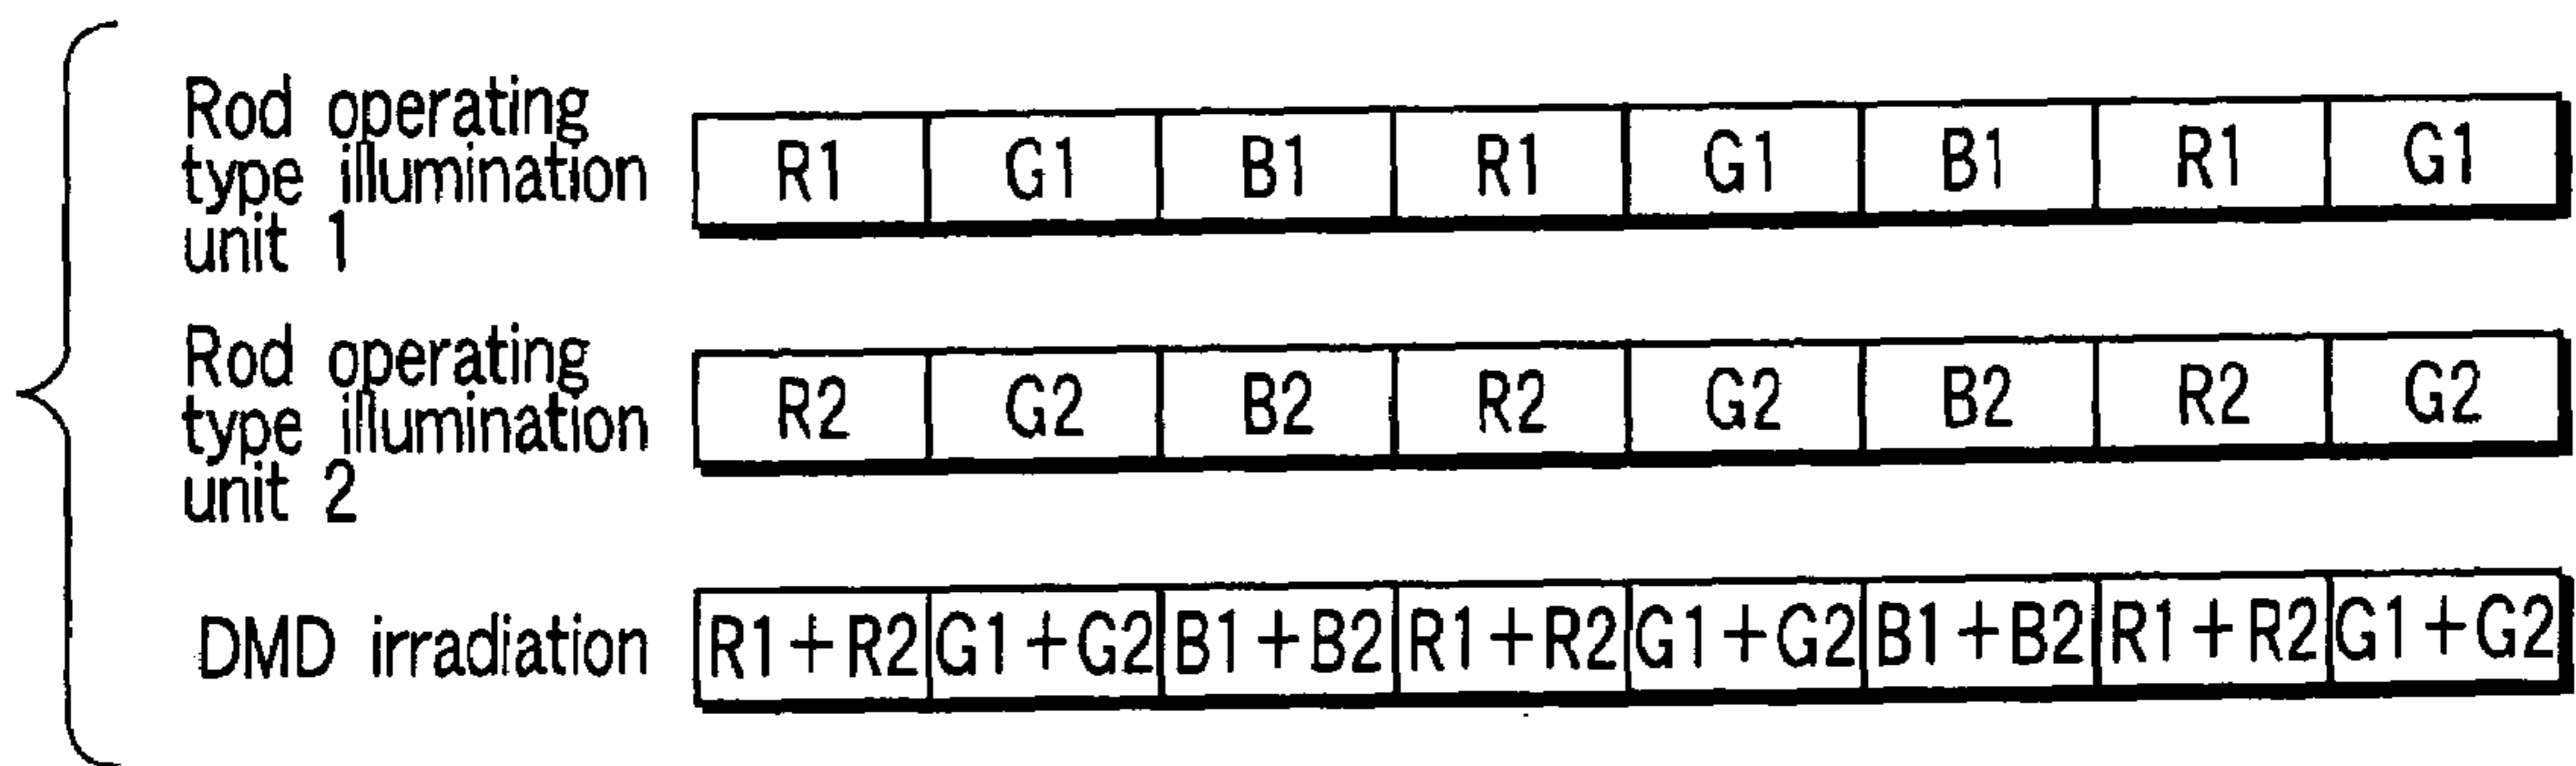 Rod operating
type illumination
unit 1
R1 G1 B1 R1 G1 B1 R1 G1
Rod operating
type illumination
unit 2
R2 G2 B2 R2 G2 B2 R2 G2
DMD irradiation
R1+R2 G1+G2 B1+B2 R1+R2 G1+G2 B1+B2 R1+R2 G1+G2